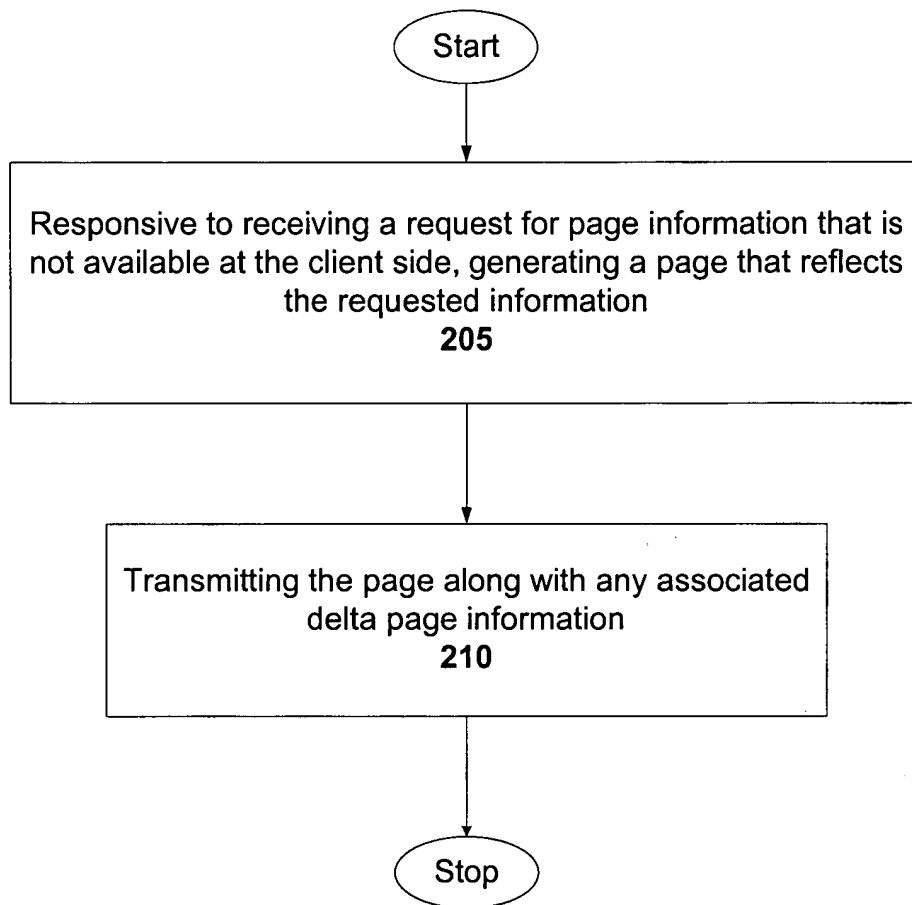 Start
Responsive to receiving a request for page information that is
not available at the client side, generating a page that reflects
the requested information
205
Transmitting the page along with any associated
delta page information
210
Stop